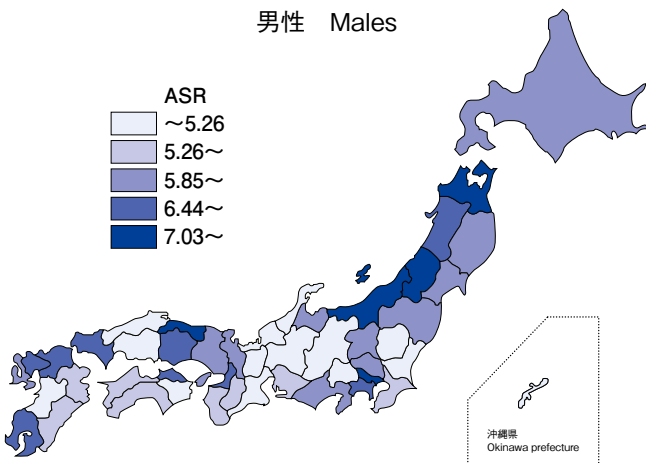 男性 Males
ASR
～5.26
5.26～
5.85～
6.44～
7.03～
沖縄県
Okinawa prefecture